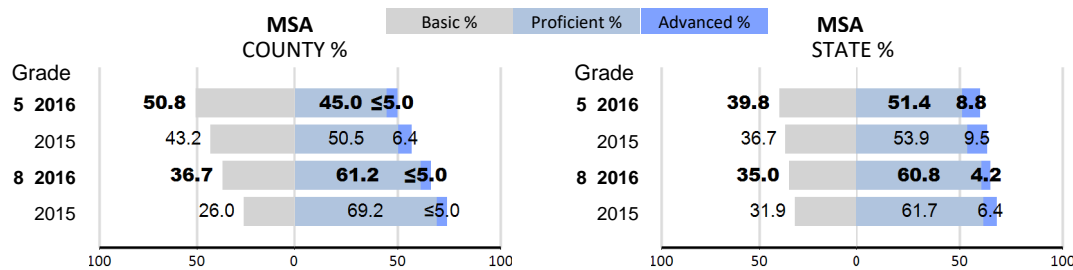 Basic % Proficient % Advanced %
MSA
COUNTY %
Grade
5 2016 50.8 45.0 ≤5.0
2015 43.2 50.5 6.4
8 2016 36.7 61.2 ≤5.0
2015 26.0 69.2 ≤5.0
100 50 0 50 100
MSA
STATE %
Grade
5 2016 39.8 51.4 8.8
2015 36.7 53.9 9.5
8 2016 35.0 60.8 4.2
2015 31.9 61.7 6.4
100 50 0 50 100